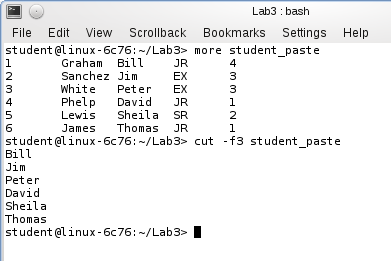 Lab3 : bash
File Edit View Scrollback Bookmarks Settings Help
student@linux-6c76:~/Lab3> more student_paste
1 Graham Bill JR 4
2 Sanchez Jim EX 3
3 White Peter EX 3
4 Phelp David JR 1
5 Lewis Sheila SR 2
6 James Thomas JR 1
student@linux-6c76:~/Lab3> cut -f3 student_paste
Bill
Jim
Peter
David
Sheila
Thomas
student@linux-6c76:~/Lab3>